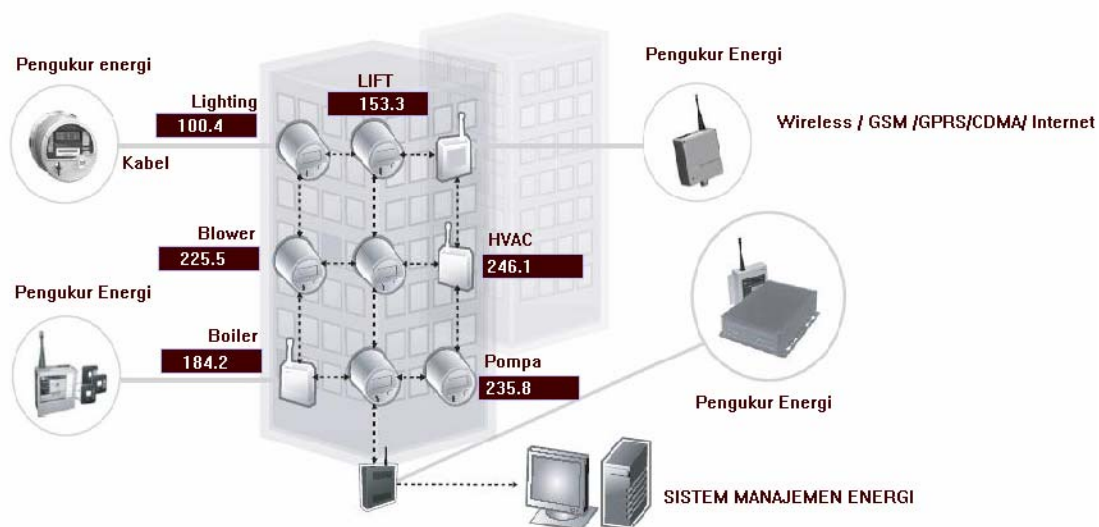 Pengukur energi
Kabel
Lighting
100.4
LIFT
153.3
Pengukur Energi
Wireless / GSM /GPRS/CDMA/ Internet
Blower
225.5
HVAC
246.1
Pengukur Energi
Boiler
184.2
Pompa
235.8
Pengukur Energi
SISTEM MANAJEMEN ENERGI